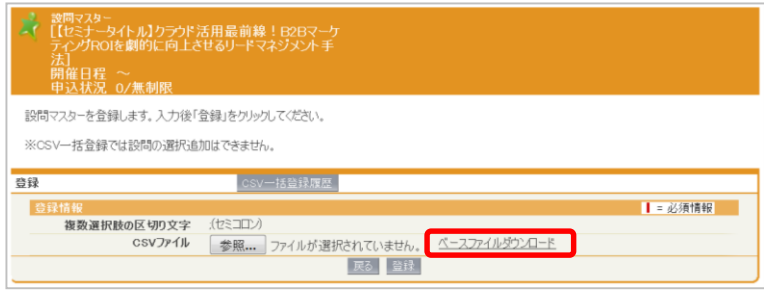 設問マスター
[【セミナータイトル】クラウド活用最前線！B2Bマーケ
ティングROIを劇的に向上させるリードマネジメント手
法]
開催日程 ～
申込状況 0/無制限
設問マスターを登録します。入力後「登録」をクリックしてください。
※CSV一括登録では設問の選択追加はできません。
登録 CSV一括登録履歴
登録情報 = 必須情報
複数選択肢の区切り文字 ;(セミコロン)
CSVファイル 参照... ファイルが選択されていません。 ベースファイルダウンロード
戻る 登録